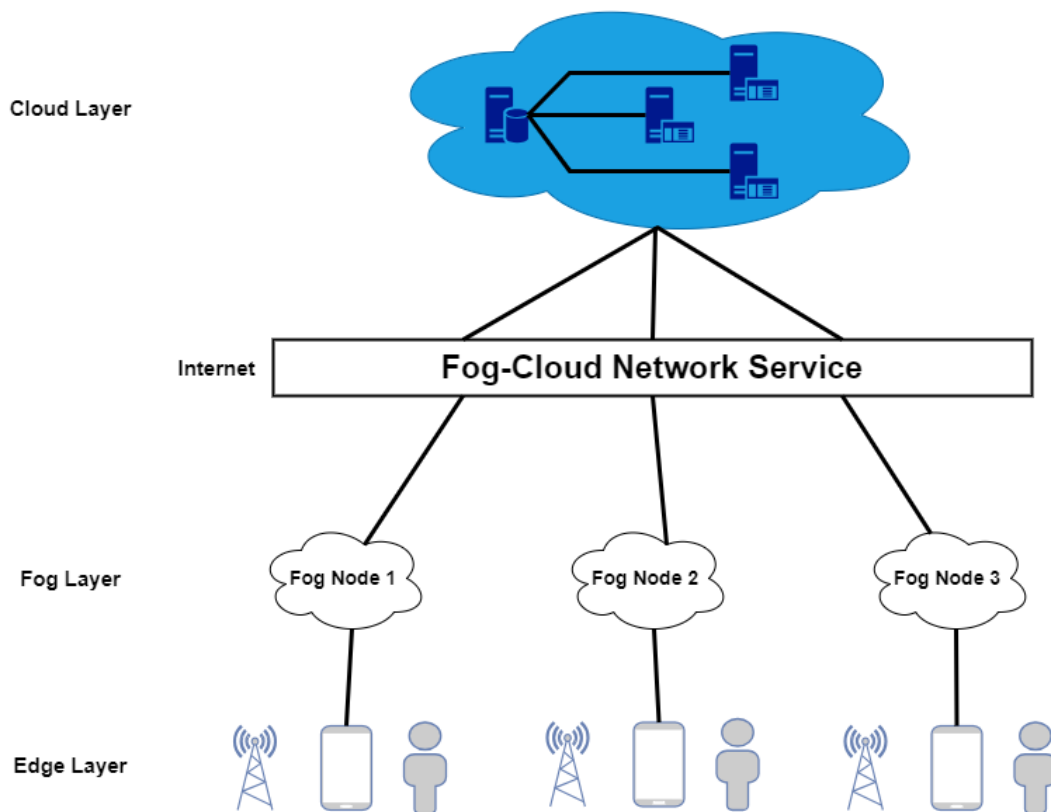 Cloud Layer
Internet
Fog-Cloud Network Service
Fog Layer
Fog Node 1
Fog Node 2
Fog Node 3
Edge Layer